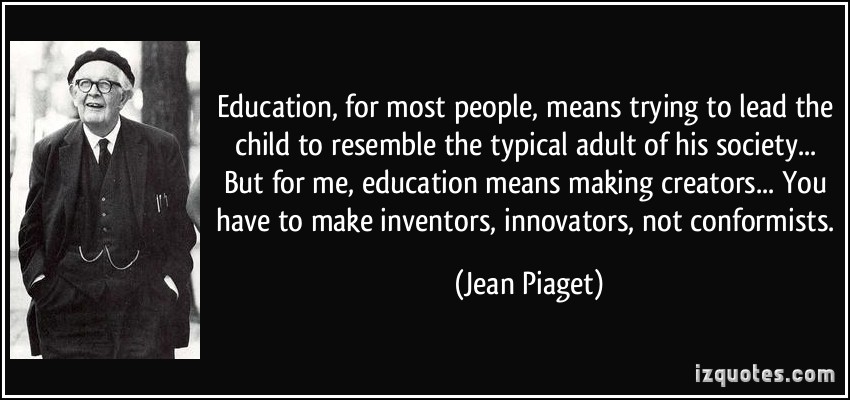 Education, for most people, means trying to lead the
child to resemble the typical adult of his society...
But for me, education means making creators... You
have to make inventors, innovators, not conformists.
(Jean Piaget)
izquotes.com